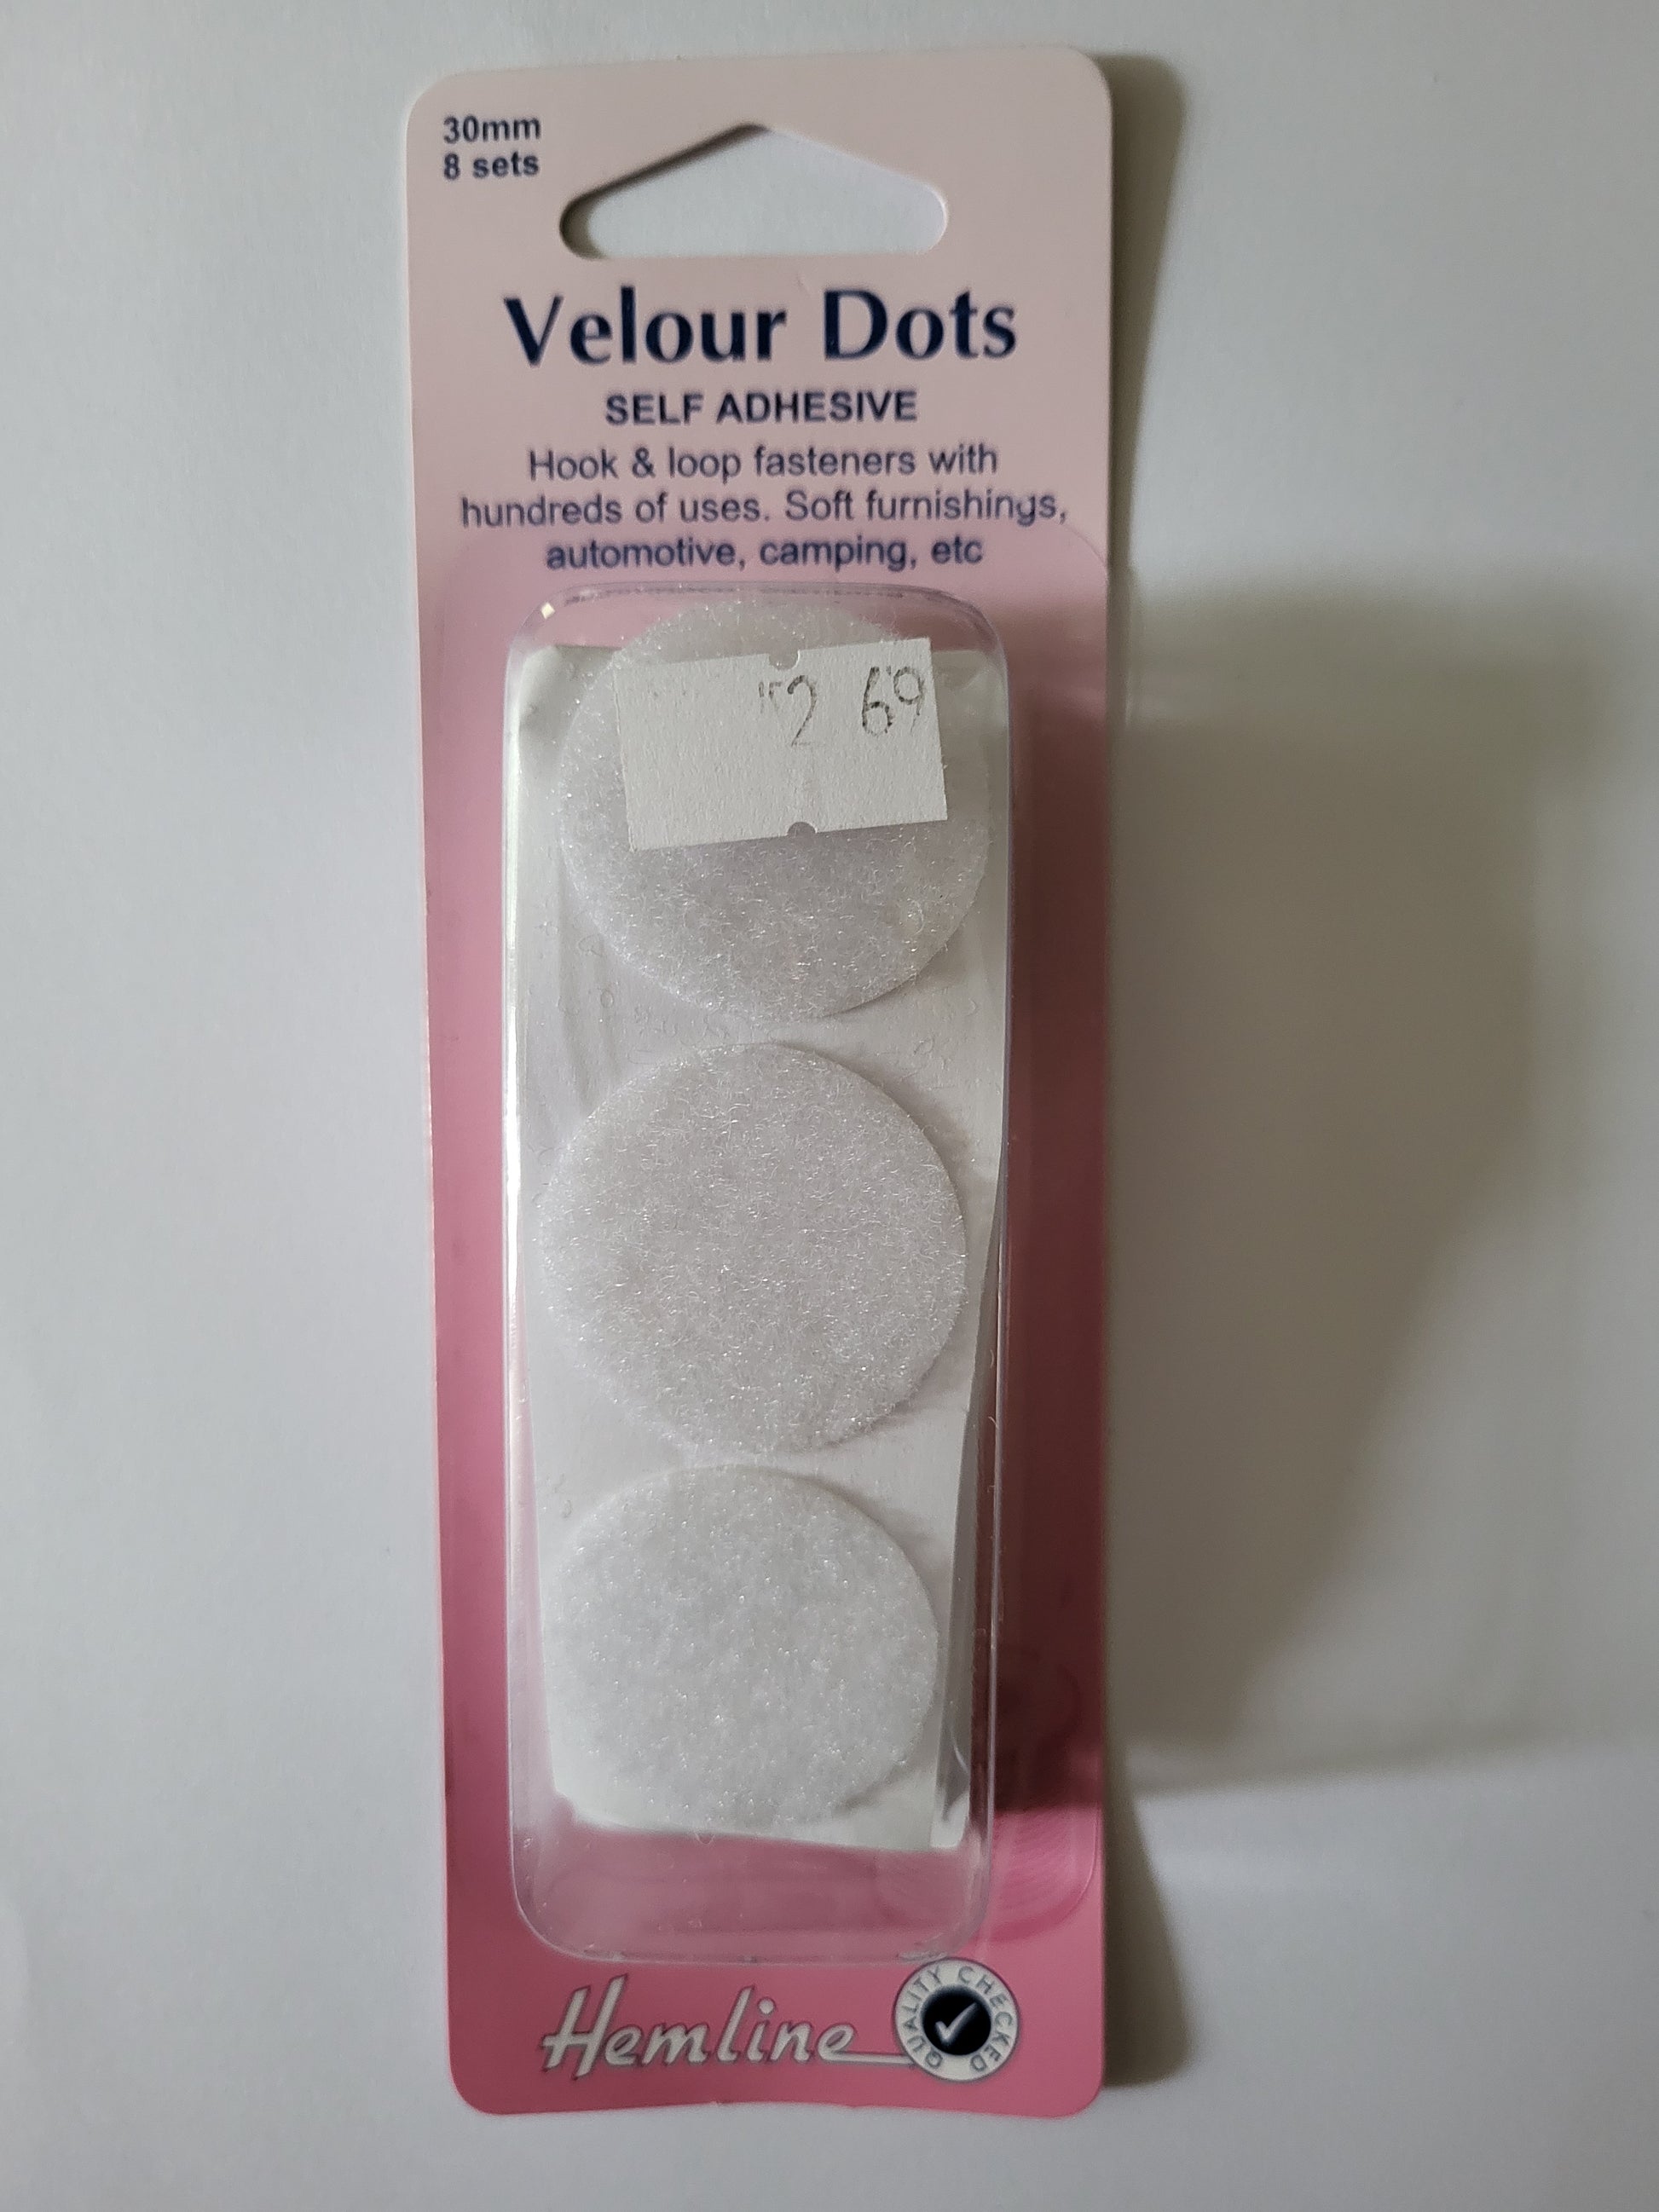 30mm
8 sets
Velour Dots
SELF ADHESIVE
Hook & loop fasteners with
hundreds of uses. Soft furnishings,
automotive, camping, etc
2 69
Hemline
QUALITY CHECKED